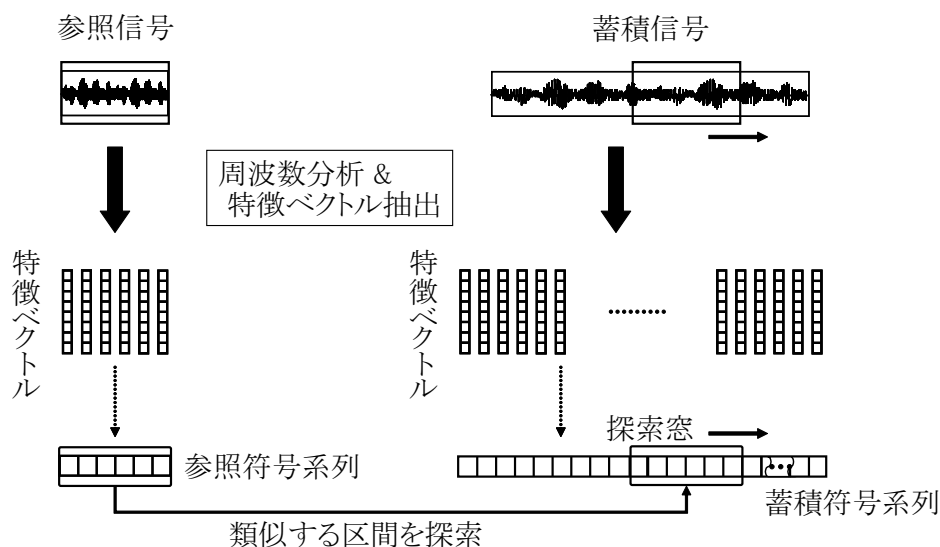 参照信号
蓄積信号
周波数分析 &
特徴ベクトル抽出
特徴ベクトル
特徴ベクトル
探索窓
参照符号系列
蓄積符号系列
類似する区間を探索